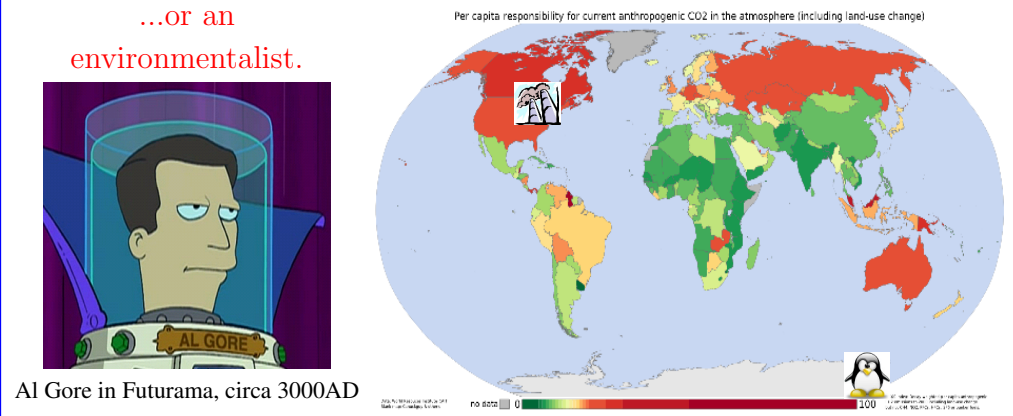 ...or an
environmentalist.
AL GORE
Al Gore in Futurama, circa 3000AD
Per capita responsibility for current anthropogenic CO2 in the atmosphere (including land-use change)
no data
0
100